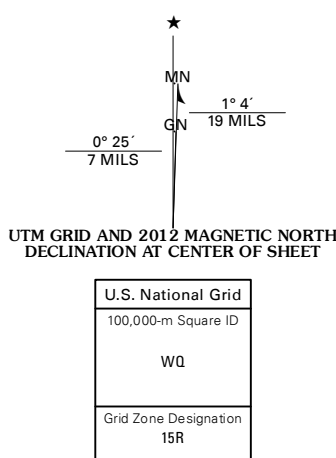 ★
MN
1° 4´
19 MILS
GN
0° 25´
7 MILS
UTM GRID AND 2012 MAGNETIC NORTH
DECLINATION AT CENTER OF SHEET
U.S. National Grid
100,000-m Square ID
WQ
Grid Zone Designation
15R